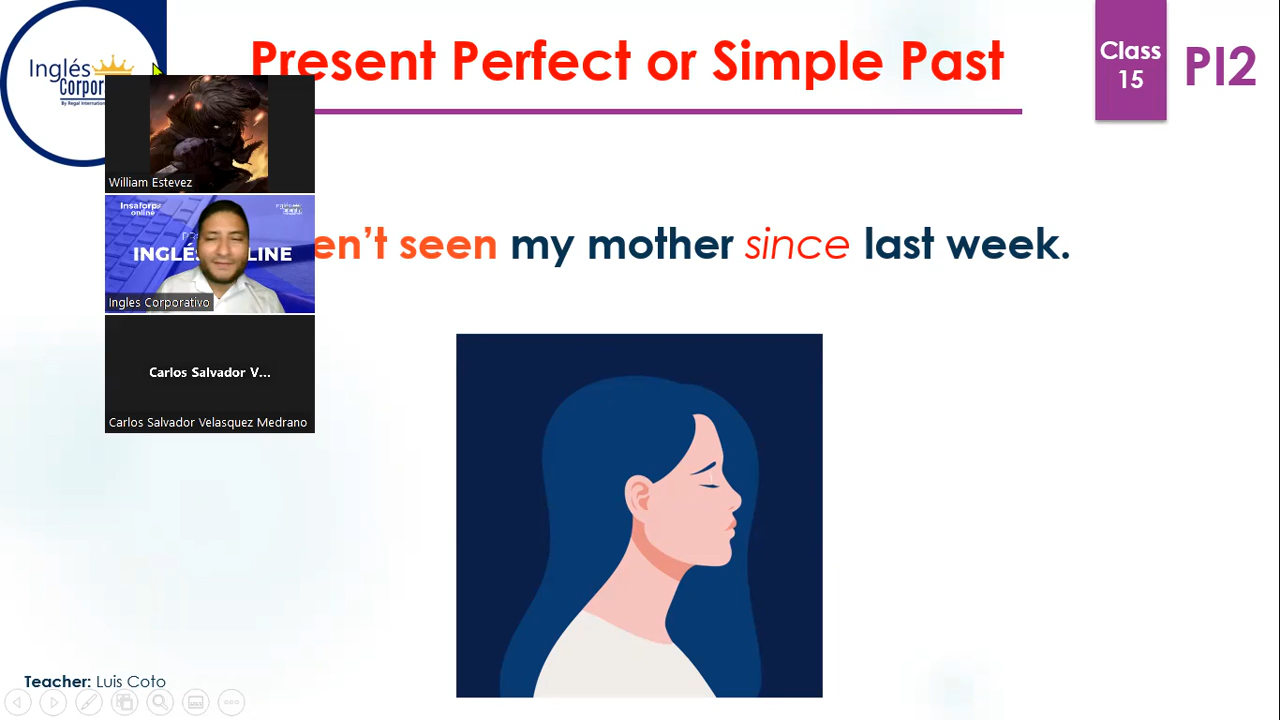 Present Perfect or Simple Past
Class
15
PI2
Inglés
Corpor
By Regal International
William Estevez
Insaforp
online
INGLÉS LINE
Ingles Corporativo
en't seen my mother since last week.
Carlos Salvador V...
Carlos Salvador Velasquez Medrano
Teacher: Luis Coto